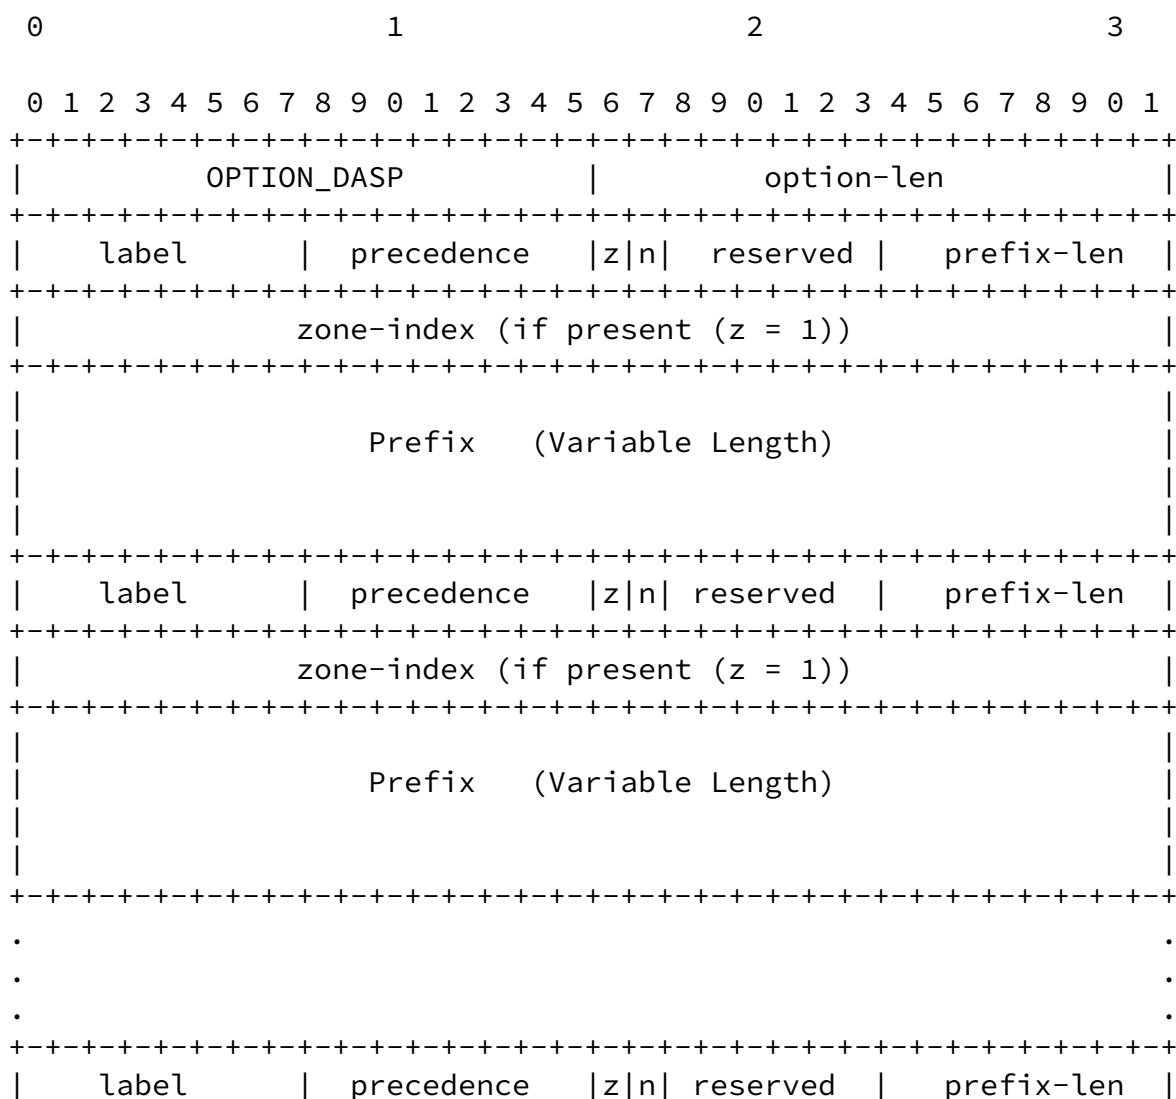 0                   1                   2                   3
 0 1 2 3 4 5 6 7 8 9 0 1 2 3 4 5 6 7 8 9 0 1 2 3 4 5 6 7 8 9 0 1
+-+-+-+-+-+-+-+-+-+-+-+-+-+-+-+-+-+-+-+-+-+-+-+-+-+-+-+-+-+-+-+-+
|          OPTION_DASP          |         option-len            |
+-+-+-+-+-+-+-+-+-+-+-+-+-+-+-+-+-+-+-+-+-+-+-+-+-+-+-+-+-+-+-+-+
|    label      |  precedence   |z|n|  reserved |   prefix-len  |
+-+-+-+-+-+-+-+-+-+-+-+-+-+-+-+-+-+-+-+-+-+-+-+-+-+-+-+-+-+-+-+-+
|               zone-index (if present (z = 1))                 |
+-+-+-+-+-+-+-+-+-+-+-+-+-+-+-+-+-+-+-+-+-+-+-+-+-+-+-+-+-+-+-+-+
|                                                               |
|                   Prefix   (Variable Length)                  |
|                                                               |
|                                                               |
+-+-+-+-+-+-+-+-+-+-+-+-+-+-+-+-+-+-+-+-+-+-+-+-+-+-+-+-+-+-+-+-+
|    label      |  precedence   |z|n| reserved  |   prefix-len  |
+-+-+-+-+-+-+-+-+-+-+-+-+-+-+-+-+-+-+-+-+-+-+-+-+-+-+-+-+-+-+-+-+
|               zone-index (if present (z = 1))                 |
+-+-+-+-+-+-+-+-+-+-+-+-+-+-+-+-+-+-+-+-+-+-+-+-+-+-+-+-+-+-+-+-+
|                                                               |
|                   Prefix   (Variable Length)                  |
|                                                               |
|                                                               |
+-+-+-+-+-+-+-+-+-+-+-+-+-+-+-+-+-+-+-+-+-+-+-+-+-+-+-+-+-+-+-+-+
.                                                               .
.                                                               .
.                                                               .
+-+-+-+-+-+-+-+-+-+-+-+-+-+-+-+-+-+-+-+-+-+-+-+-+-+-+-+-+-+-+-+-+
|    label      |  precedence   |z|n| reserved  |   prefix-len  |